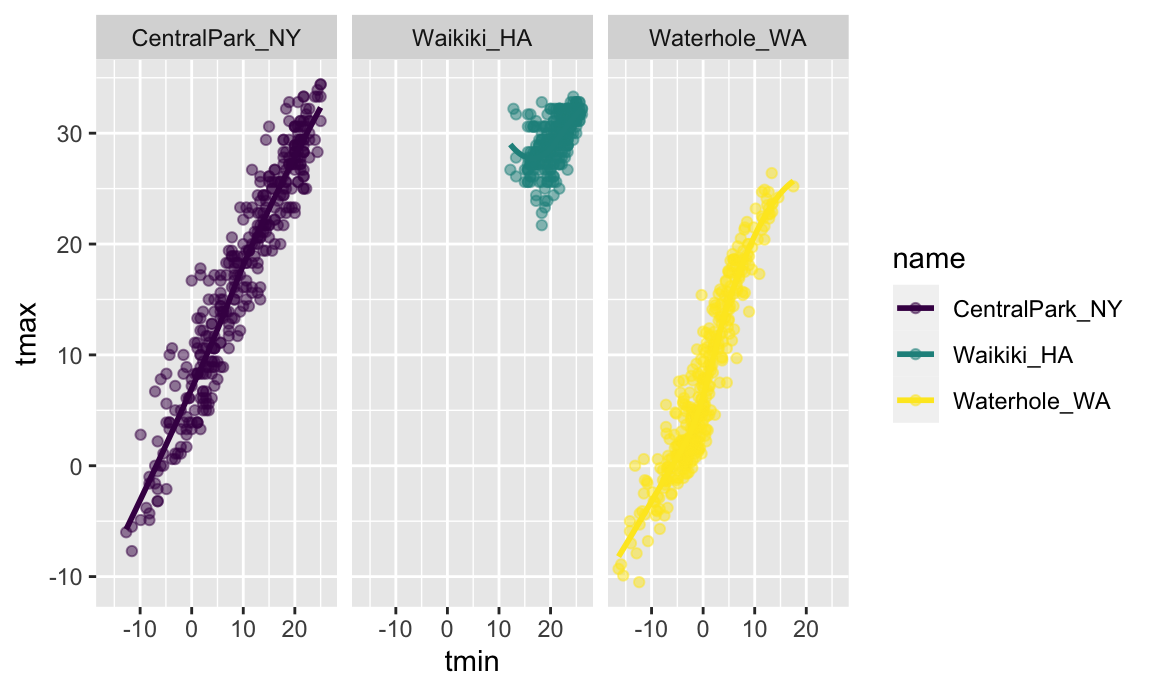 CentralPark_NY Waikiki_HA Waterhole_WA
30
20
10
0
-10
tmax
-10 0 10 20 -10 0 10 20 -10 0 10 20
tmin
name
CentralPark_NY
Waikiki_HA
Waterhole_WA